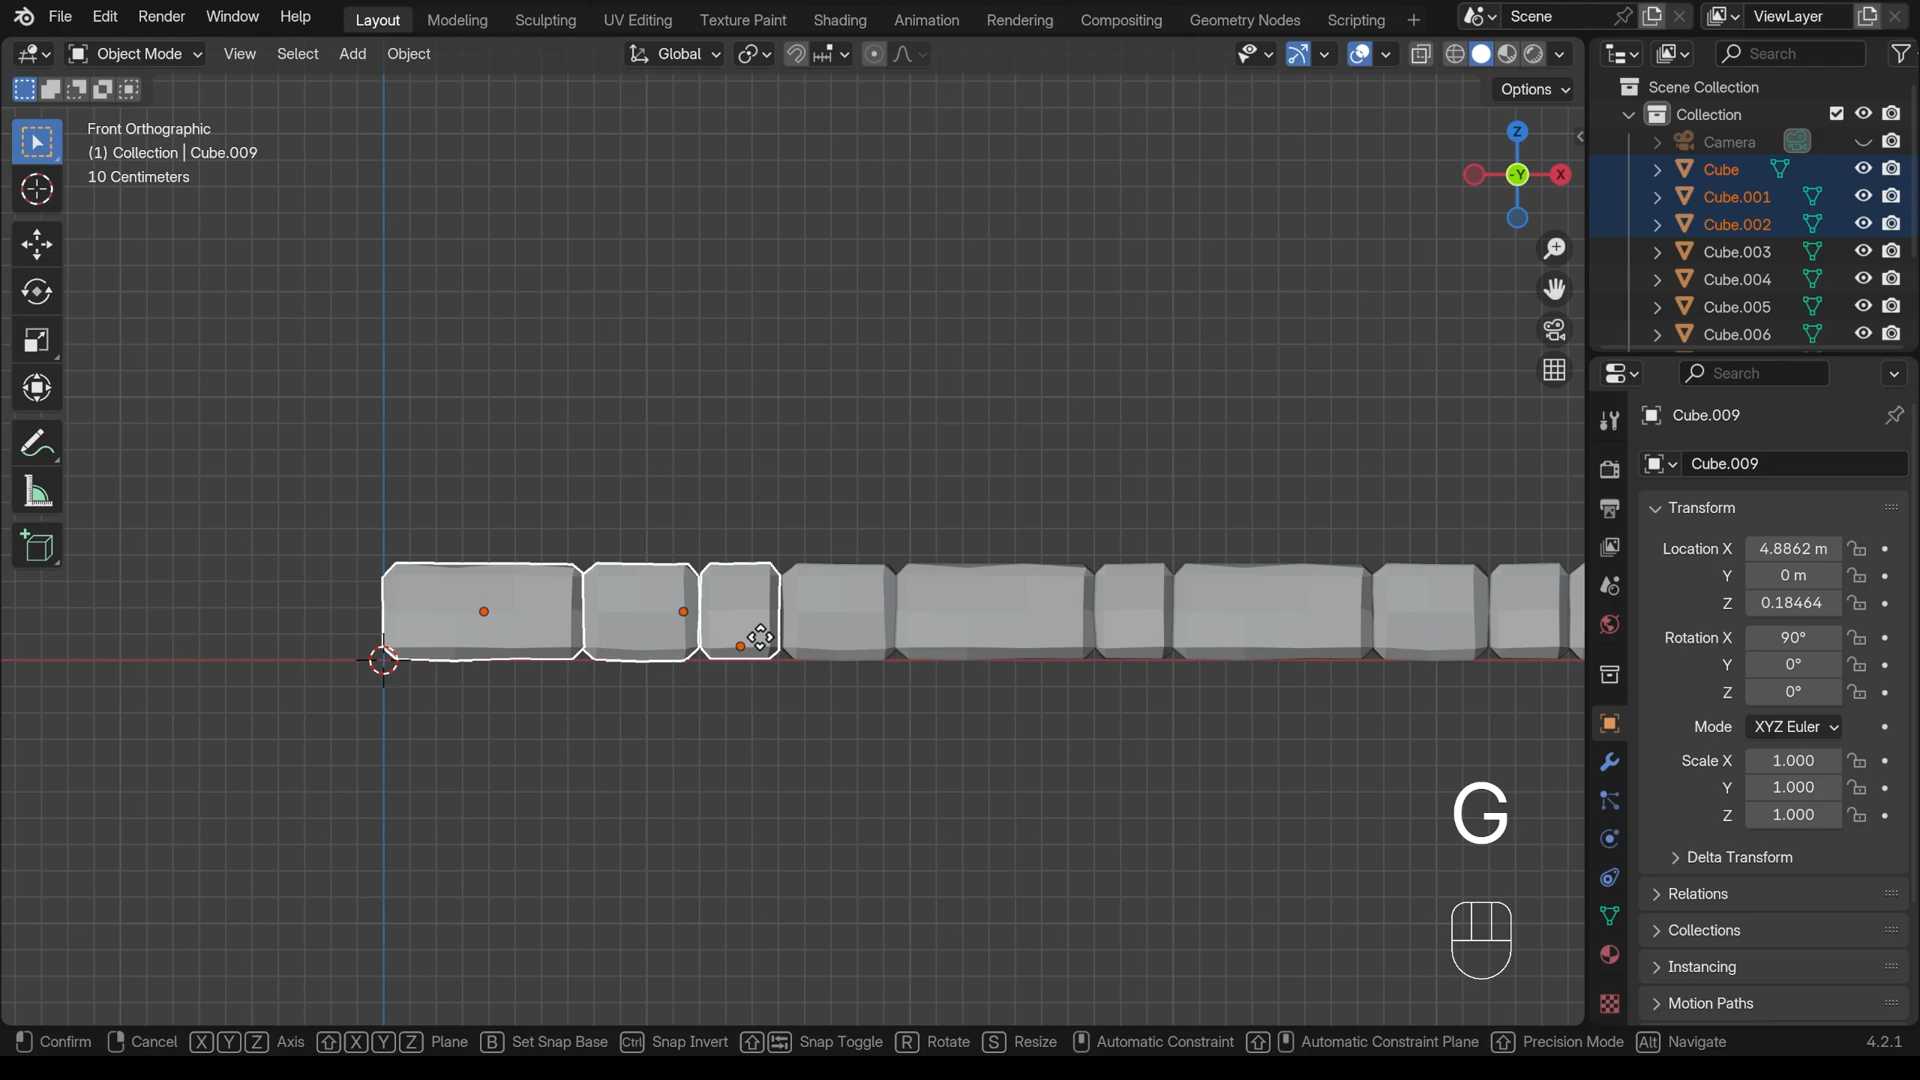 File Edit Render Window Help Layout Modeling Sculpting UV Editing Texture Paint Shading Animation Rendering Compositing Geometry Nodes Scripting Scene ViewLayer
Object Mode View Select Add Object Global Search
Options
Front Orthographic
(1) Collection | Cube.009
10 Centimeters
Z
-Y
X
Scene Collection
Collection
Camera
Cube
Cube.001
Cube.002
Cube.003
Cube.004
Cube.005
Cube.006
Search
Cube.009
Cube.009
Transform
Location X 4.8862 m
Y 0 m
Z 0.18464
Rotation X 90°
Y 0°
Z 0°
Mode XYZ Euler
Scale X 1.000
Y 1.000
Z 1.000
Delta Transform
Relations
Collections
Instancing
Motion Paths
G
Confirm Cancel X Y Z Axis X Y Z Plane B Set Snap Base Ctrl Snap Invert Snap Toggle R Rotate S Resize Automatic Constraint Automatic Constraint Plane Precision Mode Alt Navigate 4.2.1